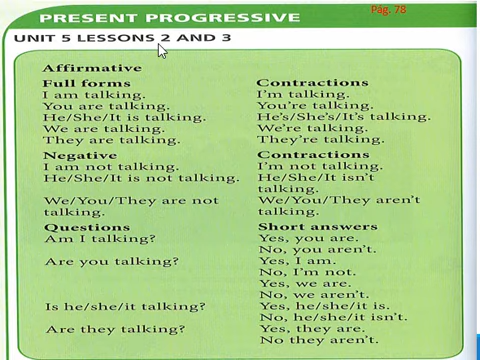 PRESENT PROGRESSIVE
Pág. 78
UNIT 5 LESSONS 2 AND 3
Affirmative
Full forms Contractions
I am talking. I'm talking.
You are talking. You're talking.
He/She/It is talking. He's/She's/It's talking.
We are talking. We're talking.
They are talking. They're talking.
Negative Contractions
I am not talking. I'm not talking.
He/She/It is not talking. He/She/It isn't
talking.
We/You/They are not We/You/They aren't
talking. talking.
Questions Short answers
Am I talking? Yes, you are.
No, you aren't.
Are you talking? Yes, I am.
No, I'm not.
Yes, we are.
No, we aren't.
Is he/she/it talking? Yes, he/she/it is.
No, he/she/it isn't.
Are they talking? Yes, they are.
No they aren't.